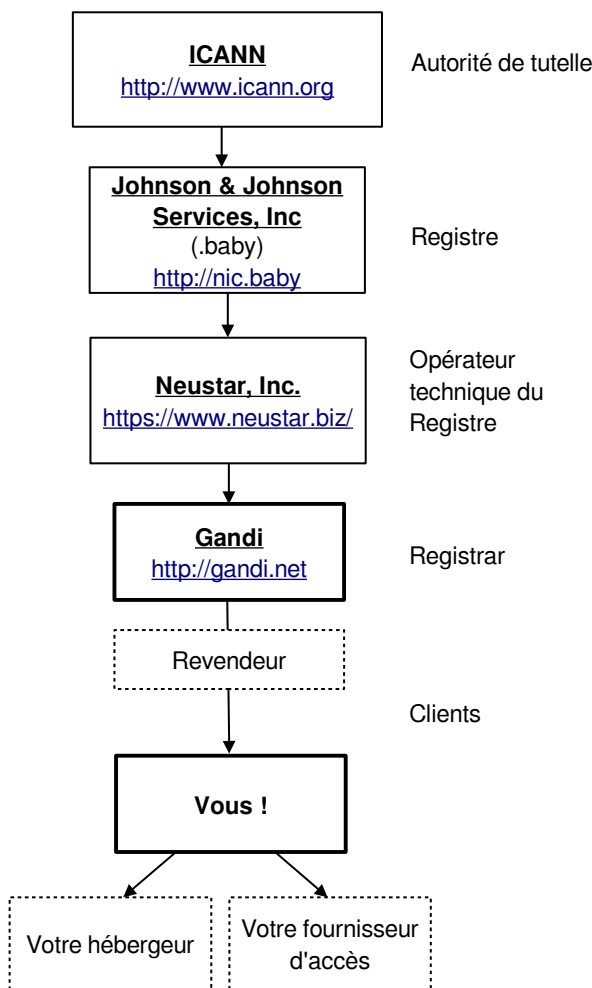 ICANN
http://www.icann.org
Autorité de tutelle
Johnson & Johnson
Services, Inc
(.baby)
http://nic.baby
Registre
Neustar, Inc.
https://www.neustar.biz/
Opérateur
technique du
Registre
Gandi
http://gandi.net
Registrar
Revendeur
Clients
Vous !
Votre hébergeur
Votre fournisseur
d'accès